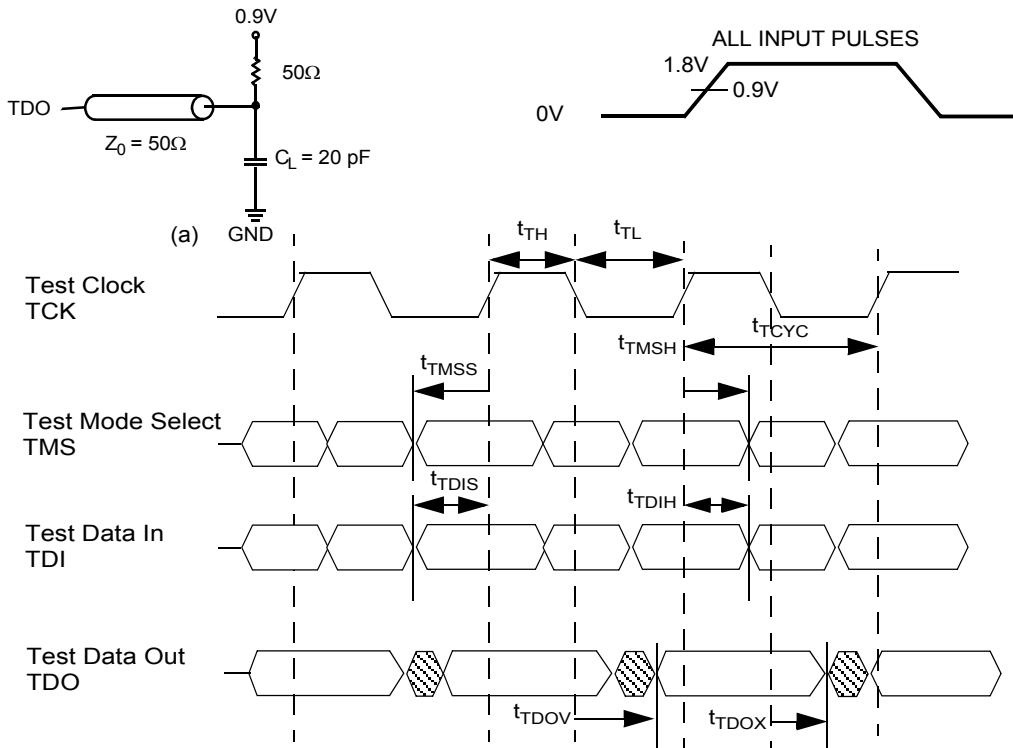 0.9V
50Ω
TDO
Z0 = 50Ω
CL = 20 pF
(a) GND
ALL INPUT PULSES
1.8V
0.9V
0V
tTH
tTL
Test Clock
TCK
tTCYC
tTMSH
tTMSS
Test Mode Select
TMS
tTDIS
tTDIH
Test Data In
TDI
Test Data Out
TDO
tTDOV
tTDOX